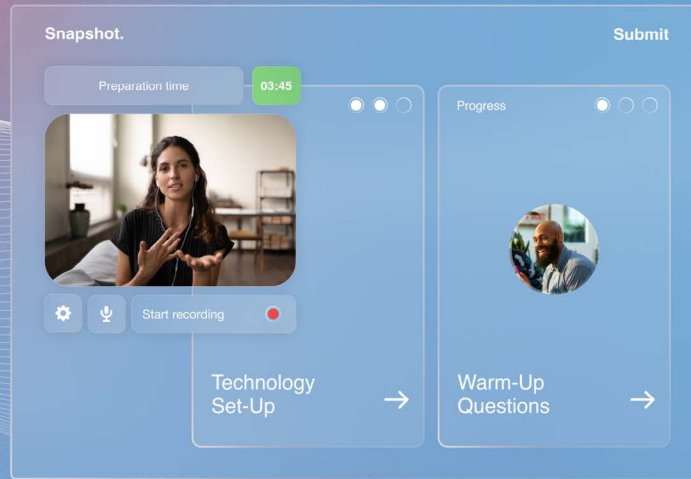 Snapshot.
Submit
Preparation time
03:45
Progress
Start recording
Technology
Set-Up
Warm-Up
Questions